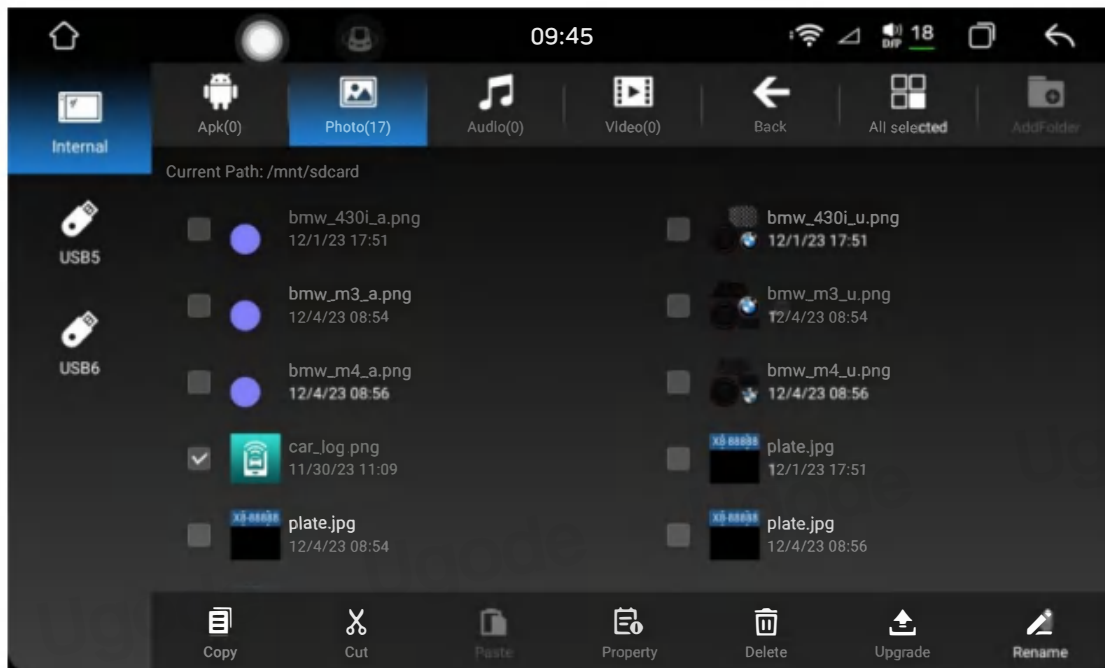 09:45
D/P 18
Internal
Apk(0)
Photo(17)
Audio(0)
Video(0)
Back
All selected
AddFolder
Current Path: /mnt/sdcard
USB5
USB6
bmw_430i_a.png
12/1/23 17:51
bmw_430i_u.png
12/1/23 17:51
bmw_m3_a.png
12/4/23 08:54
bmw_m3_u.png
12/4/23 08:54
bmw_m4_a.png
12/4/23 08:56
bmw_m4_u.png
12/4/23 08:56
car_log.png
11/30/23 11:09
plate.jpg
12/1/23 17:51
plate.jpg
12/4/23 08:54
plate.jpg
12/4/23 08:56
Copy
Cut
Paste
Property
Delete
Upgrade
Rename
Ugode
Ugode